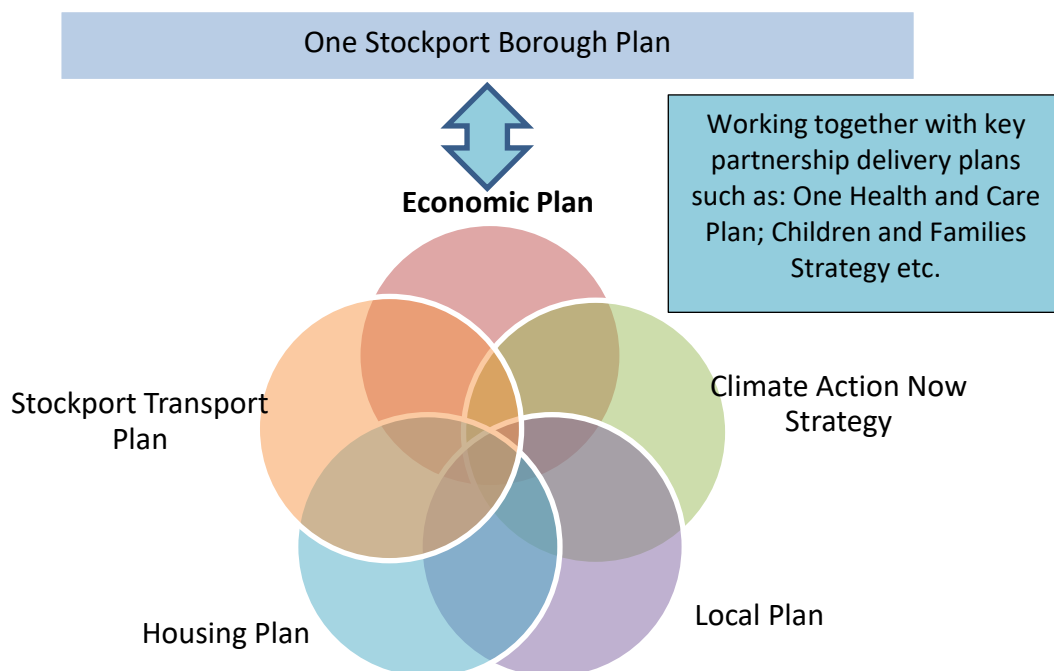 One Stockport Borough Plan
Working together with key
partnership delivery plans
such as: One Health and Care
Plan; Children and Families
Strategy etc.
Economic Plan
Stockport Transport
Plan
Climate Action Now
Strategy
Housing Plan
Local Plan